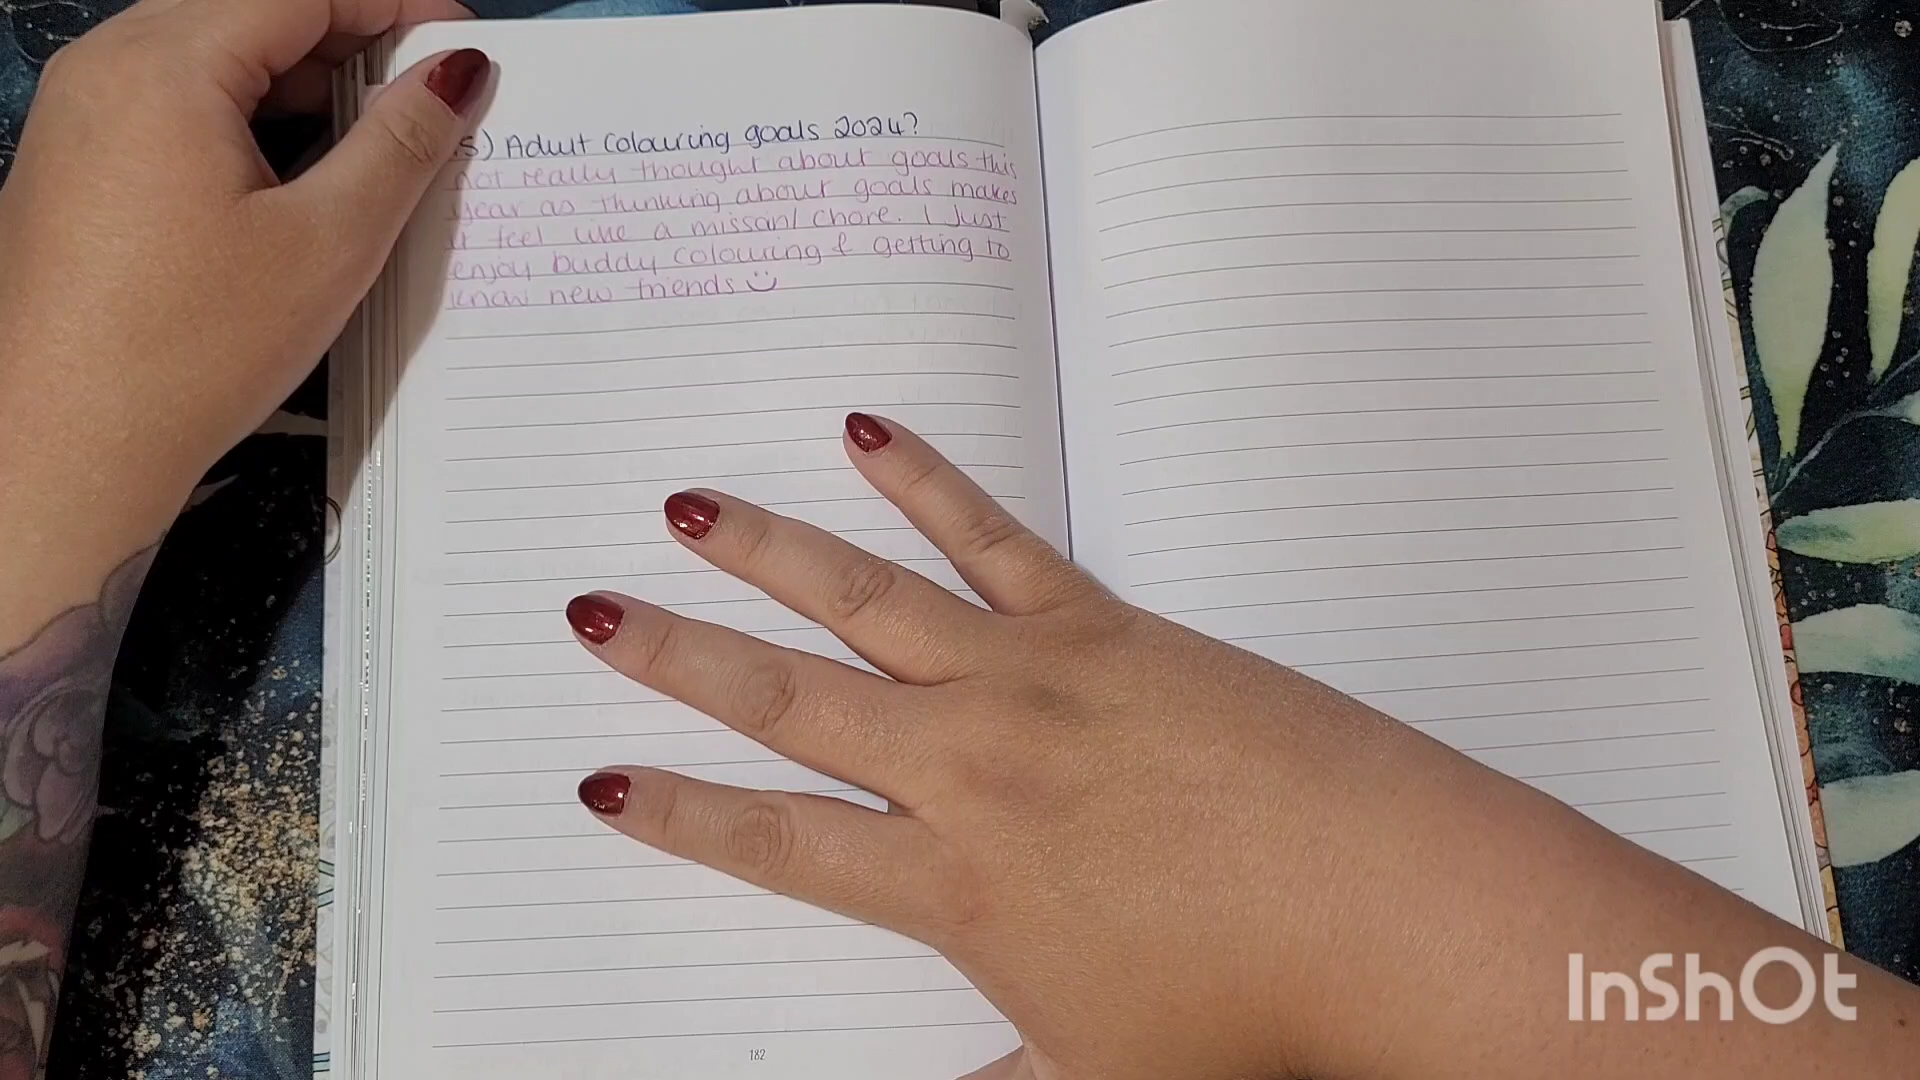 .5) Adult Colouring goals 2024?
not really thought about goals this
year as thinking about goals makes
it feel like a missan/ chore. I Just
enjoy buddy colouring & getting to
know new friends
182
InShOt